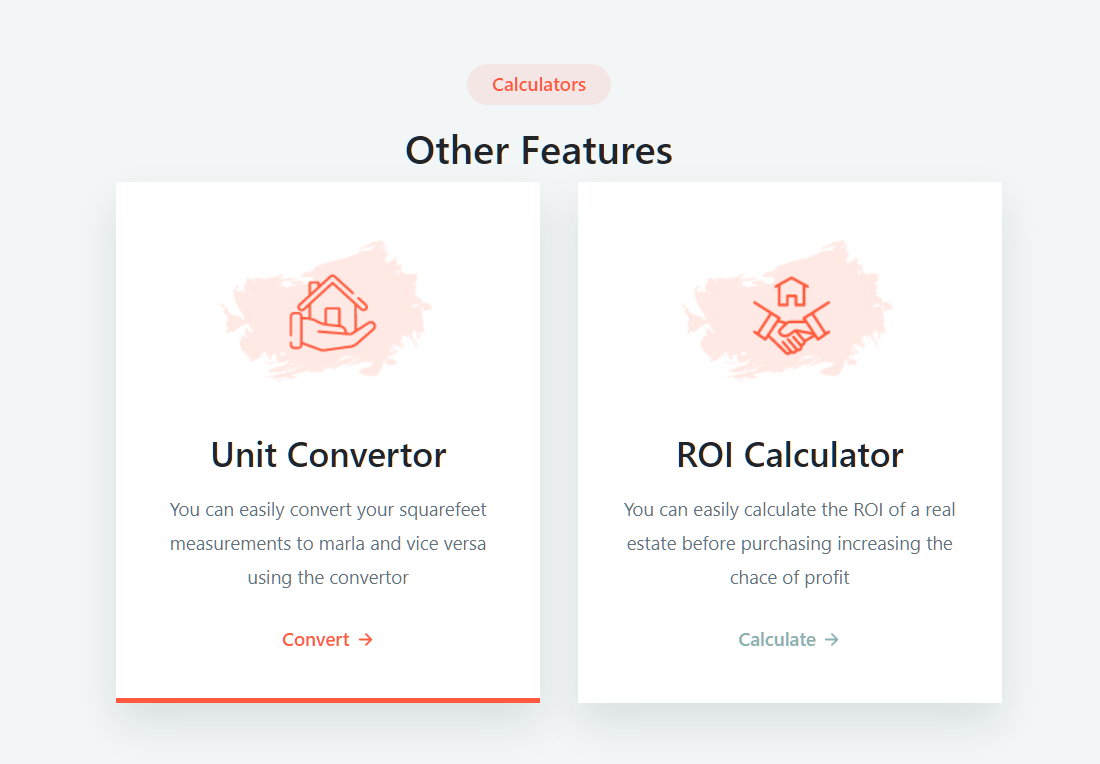 Calculators
Other Features
Unit Convertor
You can easily convert your squarefeet
measurements to marla and vice versa
using the convertor
Convert →
ROI Calculator
You can easily calculate the ROI of a real
estate before purchasing increasing the
chace of profit
Calculate →